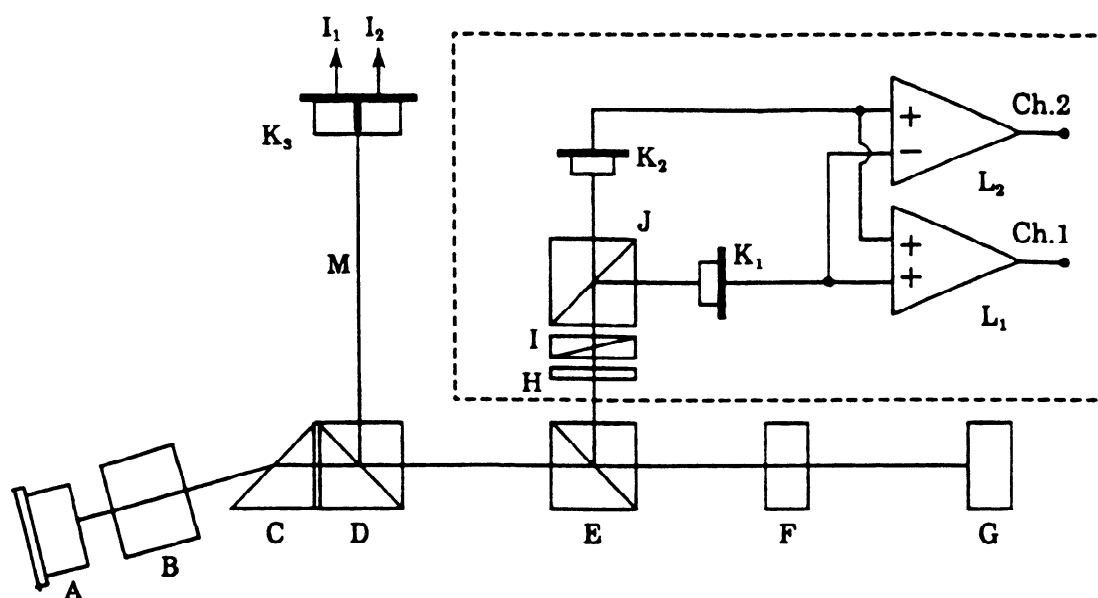 I₁ I₂
K₃
M
K₂
J
K₁
I
H
+
−
Ch.2
L₂
+
+
Ch.1
L₁
A
B
C
D
E
F
G